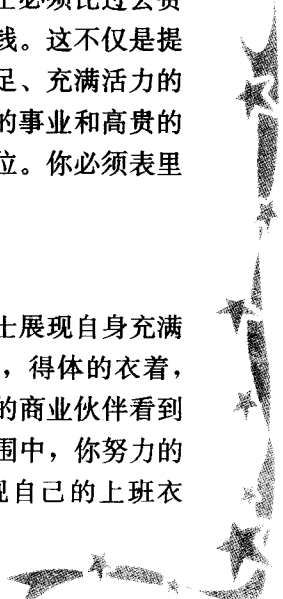 必须比过去贵
钱。这不仅是提
足、充满活力的
的事业和高贵的
位。你必须表里
士展现自身充满
，得体的衣着，
的商业伙伴看到
围中，你努力的
现自己的上班衣